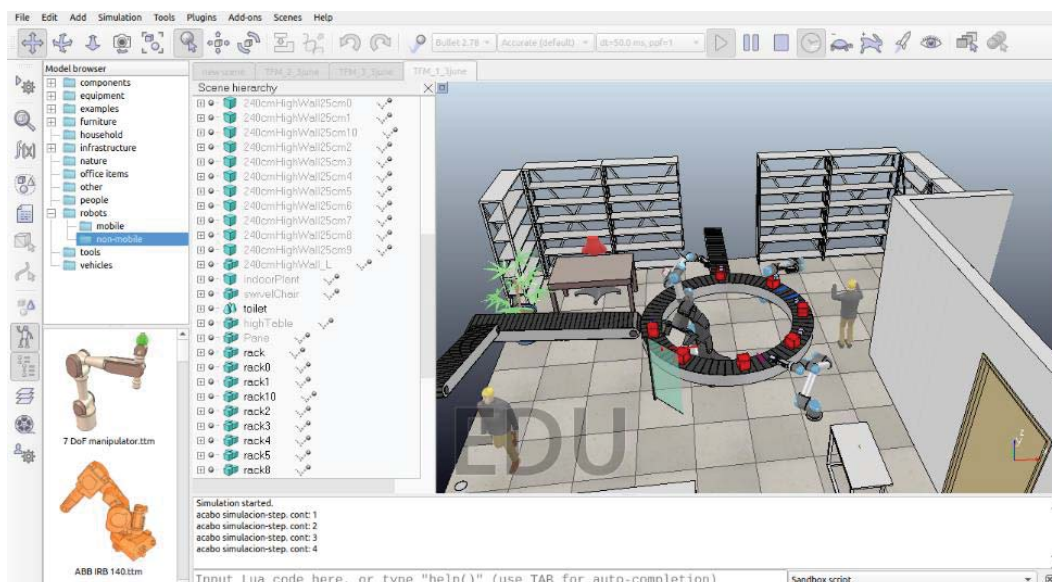 File Edit Add Simulation Tools Plugins Add-ons Scenes Help
Bullet 2.78 Accurate (default) dt=50.0 ms, ppf=1
Model browser
components
equipment
examples
furniture
household
infrastructure
nature
office items
other
people
robots
mobile
non-mobile
tools
vehicles
7 DoF manipulator.ttm
ABB IRB 140.ttm
new scene TFM_2_3june TFM_3_3june TFM_1_3june
Scene hierarchy
240cmHighWall25cm0
240cmHighWall25cm1
240cmHighWall25cm10
240cmHighWall25cm2
240cmHighWall25cm3
240cmHighWall25cm4
240cmHighWall25cm5
240cmHighWall25cm6
240cmHighWall25cm7
240cmHighWall25cm8
240cmHighWall25cm9
240cmHighWall_L
indoorPlant
swivelChair
toilet
highTable
Pane
rack
rack0
rack1
rack10
rack2
rack3
rack4
rack5
rack8
EDU
Simulation started.
acabo simulacion-step. cont: 1
acabo simulacion-step. cont: 2
acabo simulacion-step. cont: 3
acabo simulacion-step. cont: 4
Input Lua code here, or type "help()" (use TAB for auto-completion)
Sandbox script